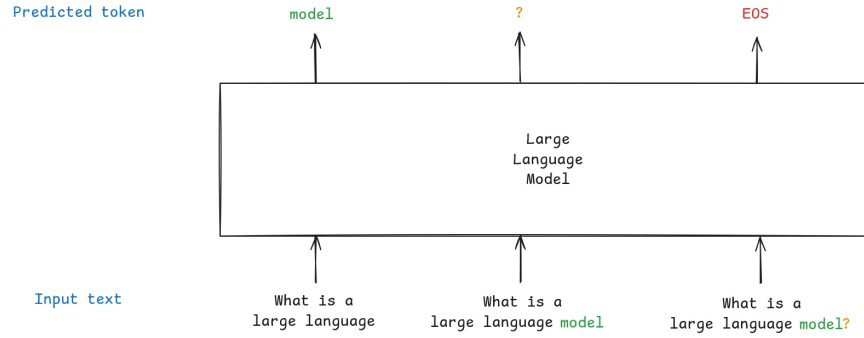 Predicted token
model
?
EOS
Large
Language
Model
Input text
What is a
large language
What is a
large language model
What is a
large language model?